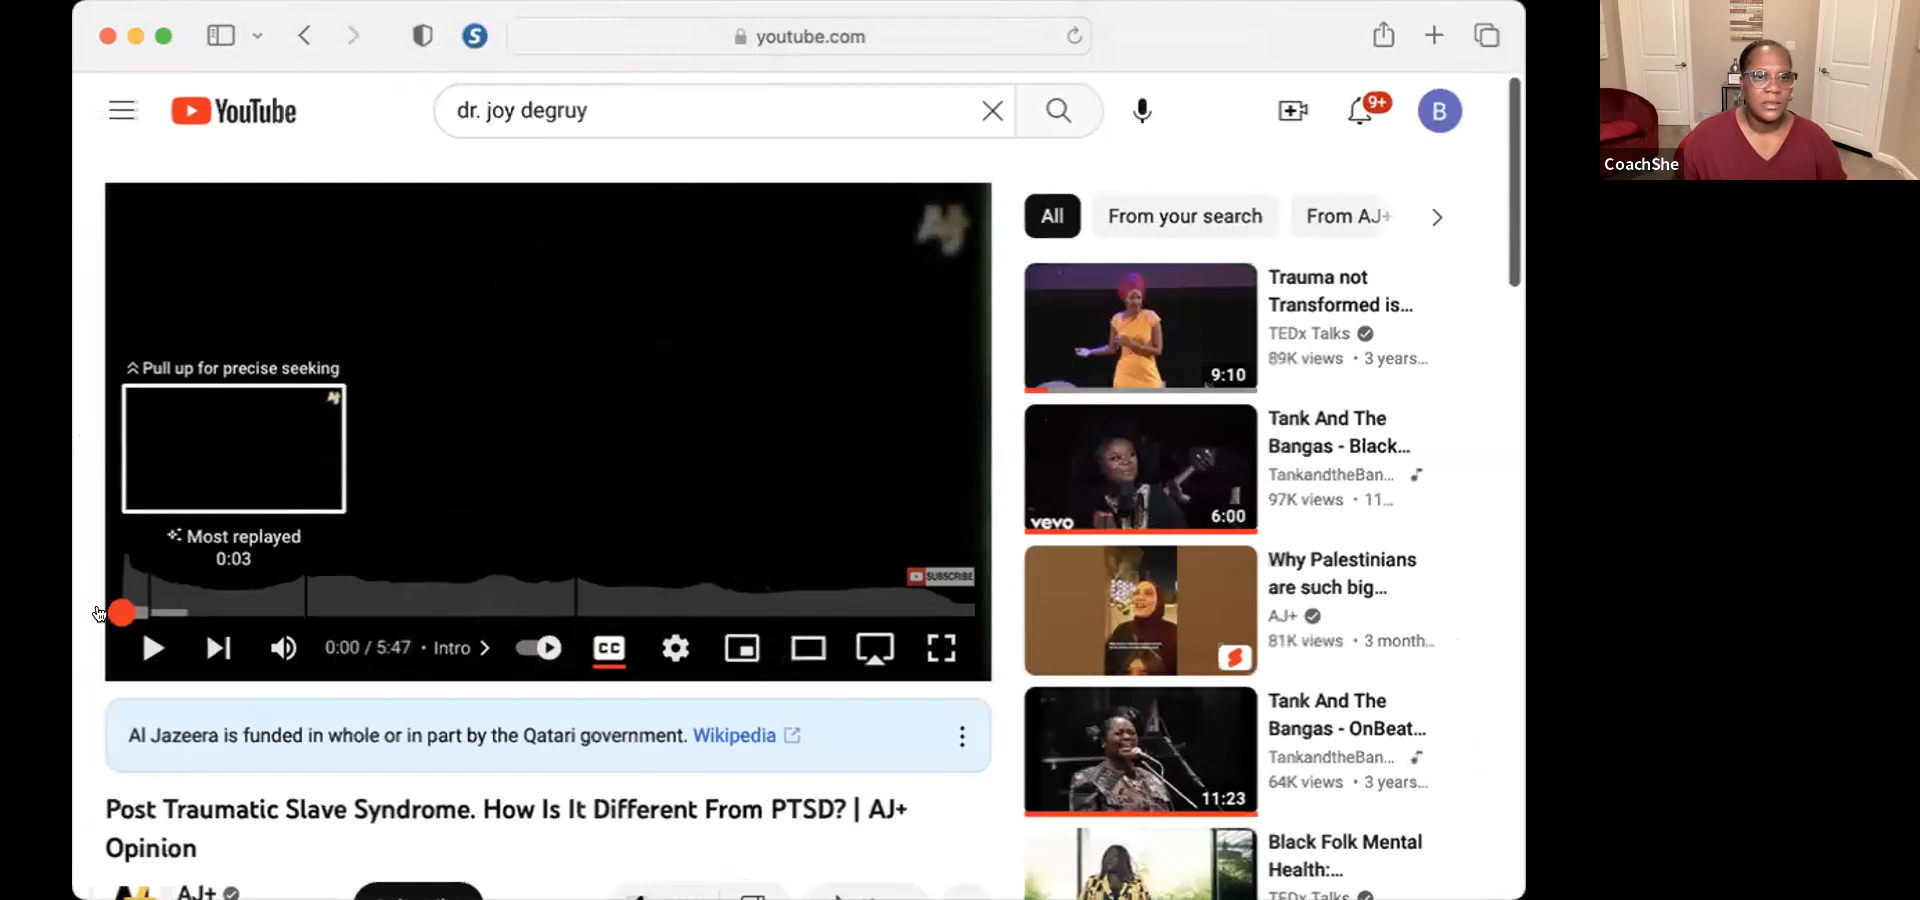 youtube.com
YouTube
dr. joy degruy
9+
B
CoachShe
Pull up for precise seeking
Most replayed
0:03
SUBSCRIBE
0:00 / 5:47 • Intro
CC
Al Jazeera is funded in whole or in part by the Qatari government. Wikipedia
Post Traumatic Slave Syndrome. How Is It Different From PTSD? | AJ+
Opinion
AJ+
All
From your search
From AJ+
Trauma not
Transformed is...
TEDx Talks
89K views • 3 years...
9:10
Tank And The
Bangas - Black...
TankandtheBan...
97K views • 11...
vevo
6:00
Why Palestinians
are such big...
AJ+
81K views • 3 month...
Tank And The
Bangas - OnBeat...
TankandtheBan...
64K views • 3 years...
11:23
Black Folk Mental
Health:...
TEDx Talks